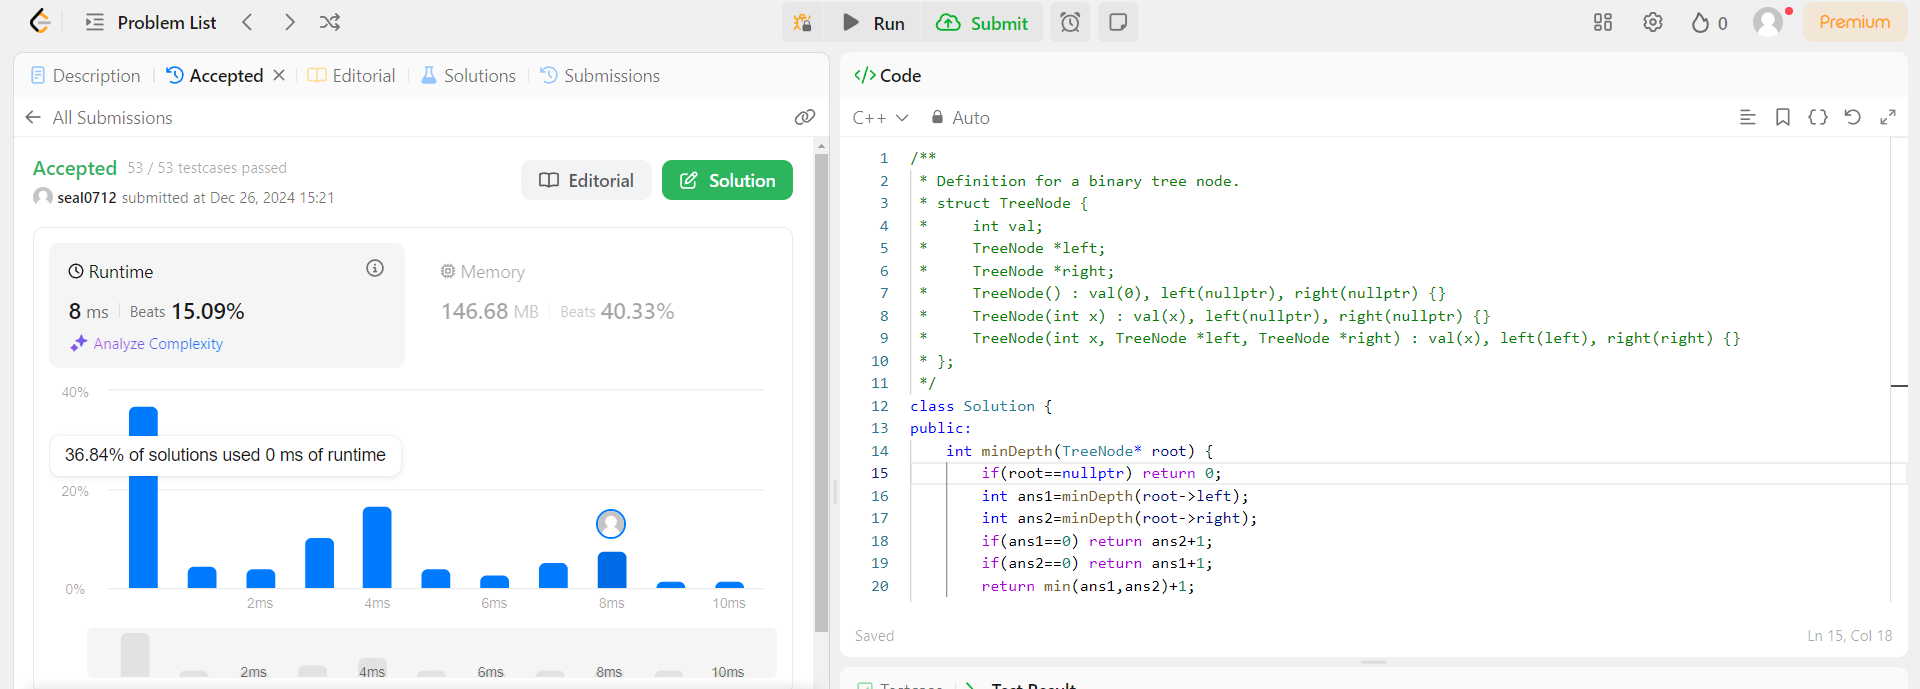 Problem List
Run
Submit
0
Premium
Description
Accepted
Editorial
Solutions
Submissions
All Submissions
Accepted 53 / 53 testcases passed
seal0712 submitted at Dec 26, 2024 15:21
Editorial
Solution
Runtime
8 ms Beats 15.09%
Analyze Complexity
Memory
146.68 MB Beats 40.33%
40%
36.84% of solutions used 0 ms of runtime
20%
0%
2ms 4ms 6ms 8ms 10ms
2ms 4ms 6ms 8ms 10ms
</> Code
C++ Auto
1 /**
2 * Definition for a binary tree node.
3 * struct TreeNode {
4 *     int val;
5 *     TreeNode *left;
6 *     TreeNode *right;
7 *     TreeNode() : val(0), left(nullptr), right(nullptr) {}
8 *     TreeNode(int x) : val(x), left(nullptr), right(nullptr) {}
9 *     TreeNode(int x, TreeNode *left, TreeNode *right) : val(x), left(left), right(right) {}
10 * };
11 */
12 class Solution {
13 public:
14     int minDepth(TreeNode* root) {
15         if(root==nullptr) return 0;
16         int ans1=minDepth(root->left);
17         int ans2=minDepth(root->right);
18         if(ans1==0) return ans2+1;
19         if(ans2==0) return ans1+1;
20         return min(ans1,ans2)+1;
Saved
Ln 15, Col 18
Testcase
Test Result